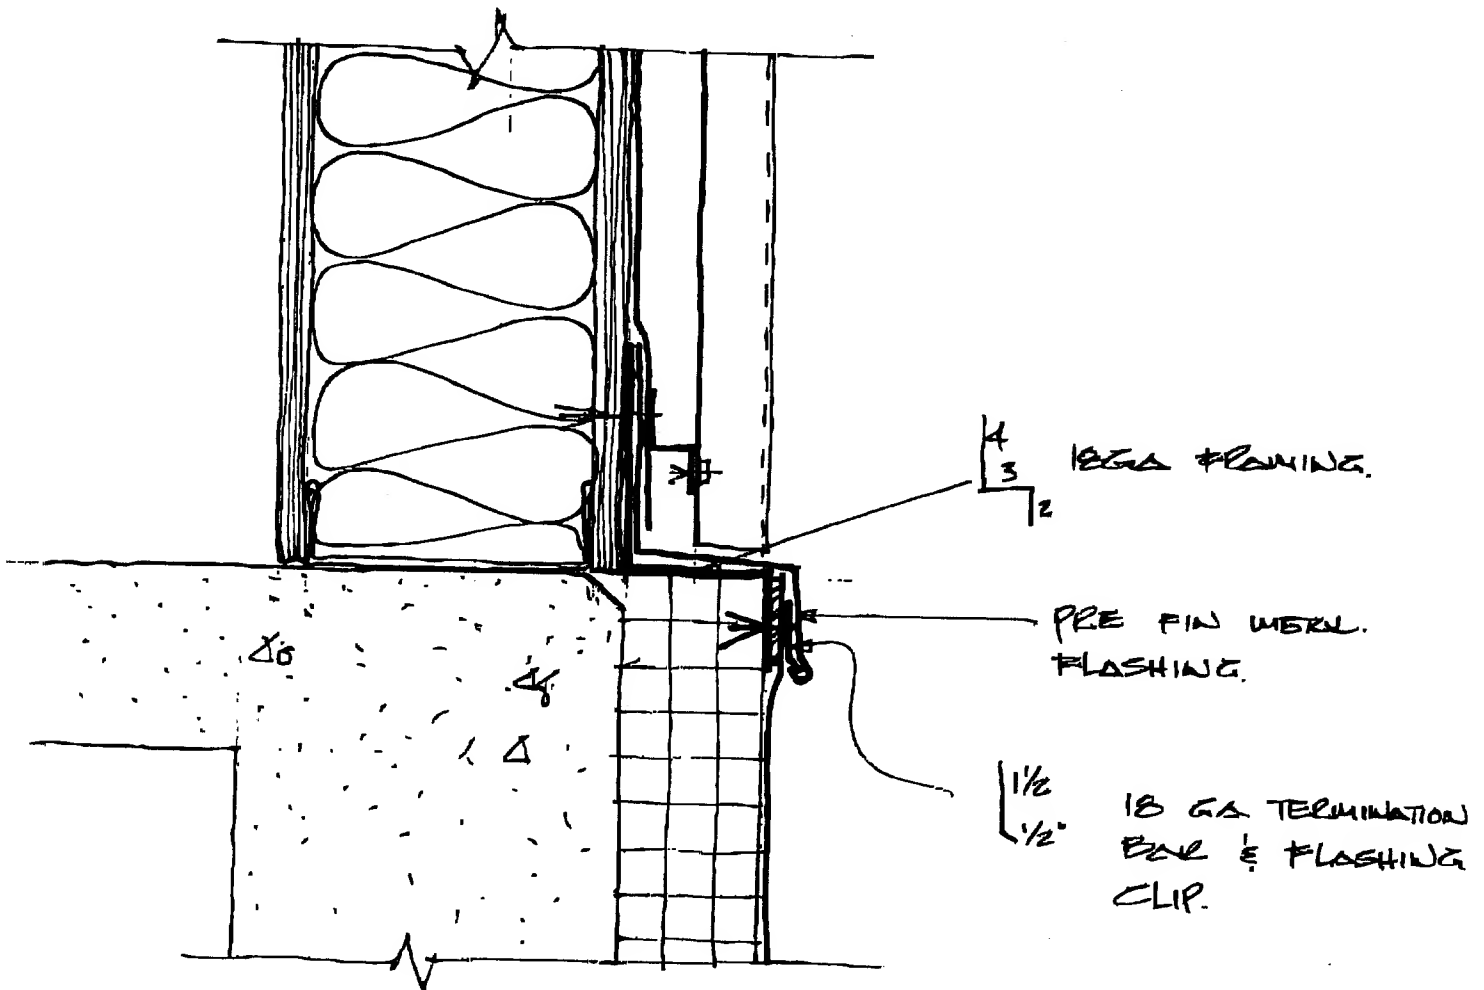 4
3
2
18GA FRAMING.
PRE FIN METAL.
FLASHING.
1½
½"
18 GA TERMINATION
BAR & FLASHING
CLIP.